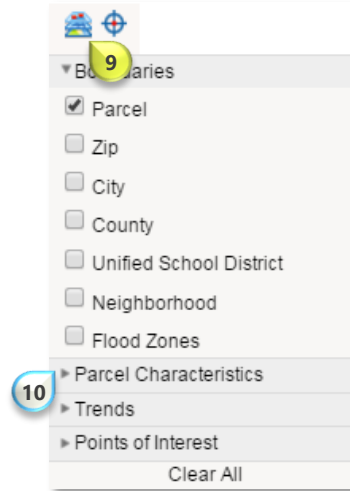 9
Boundaries
Parcel
Zip
City
County
Unified School District
Neighborhood
Flood Zones
10
Parcel Characteristics
Trends
Points of Interest
Clear All